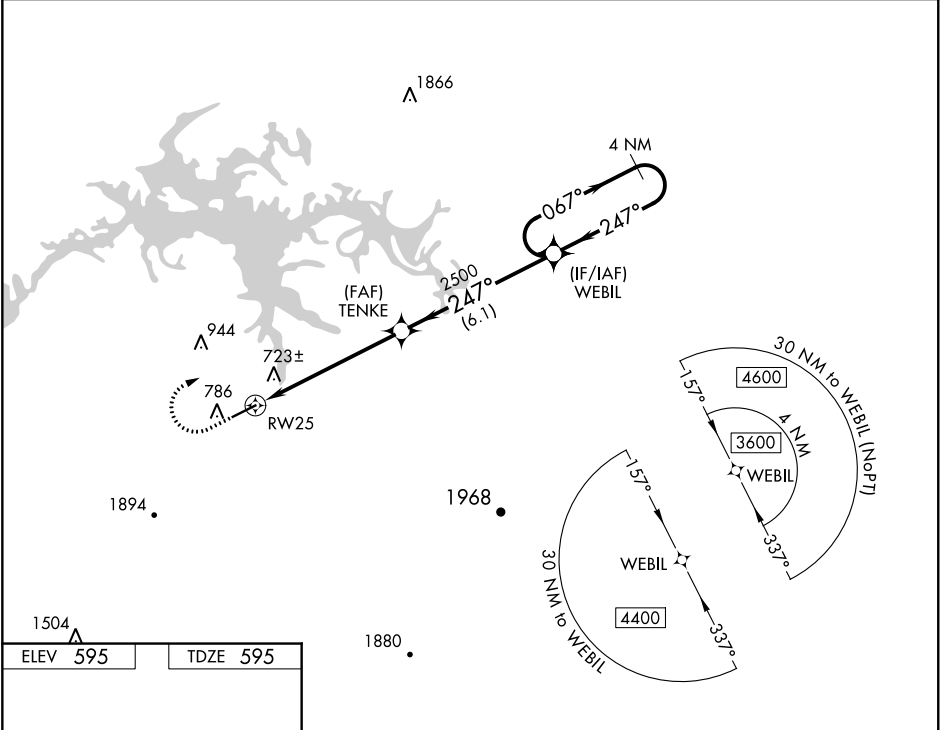 1866
4 NM
067°
247°
(IF/IAF)
WEBIL
2500
247°
(6.1)
(FAF)
TENKE
944
723±
786
RW25
30 NM to WEBIL (NoPT)
4600
157°
4 NM
3600
WEBIL
337°
1894
1968
157°
30 NM to WEBIL
WEBIL
4400
337°
1504
1880
ELEV 595
TDZE 595